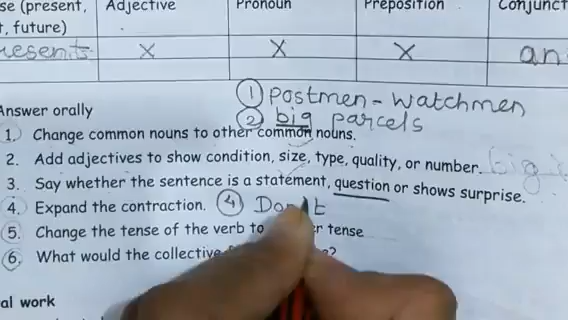 se (present, Adjective Pronoun Preposition Conjunct
t, future)
resents × × × an
Answer orally
① Postmen - Watchmen
② big parcels
1. Change common nouns to other common nouns.
2. Add adjectives to show condition, size, type, quality, or number. big
3. Say whether the sentence is a statement, question or shows surprise.
4. Expand the contraction. ④ Do
5. Change the tense of the verb to tense
6. What would the collective
al work